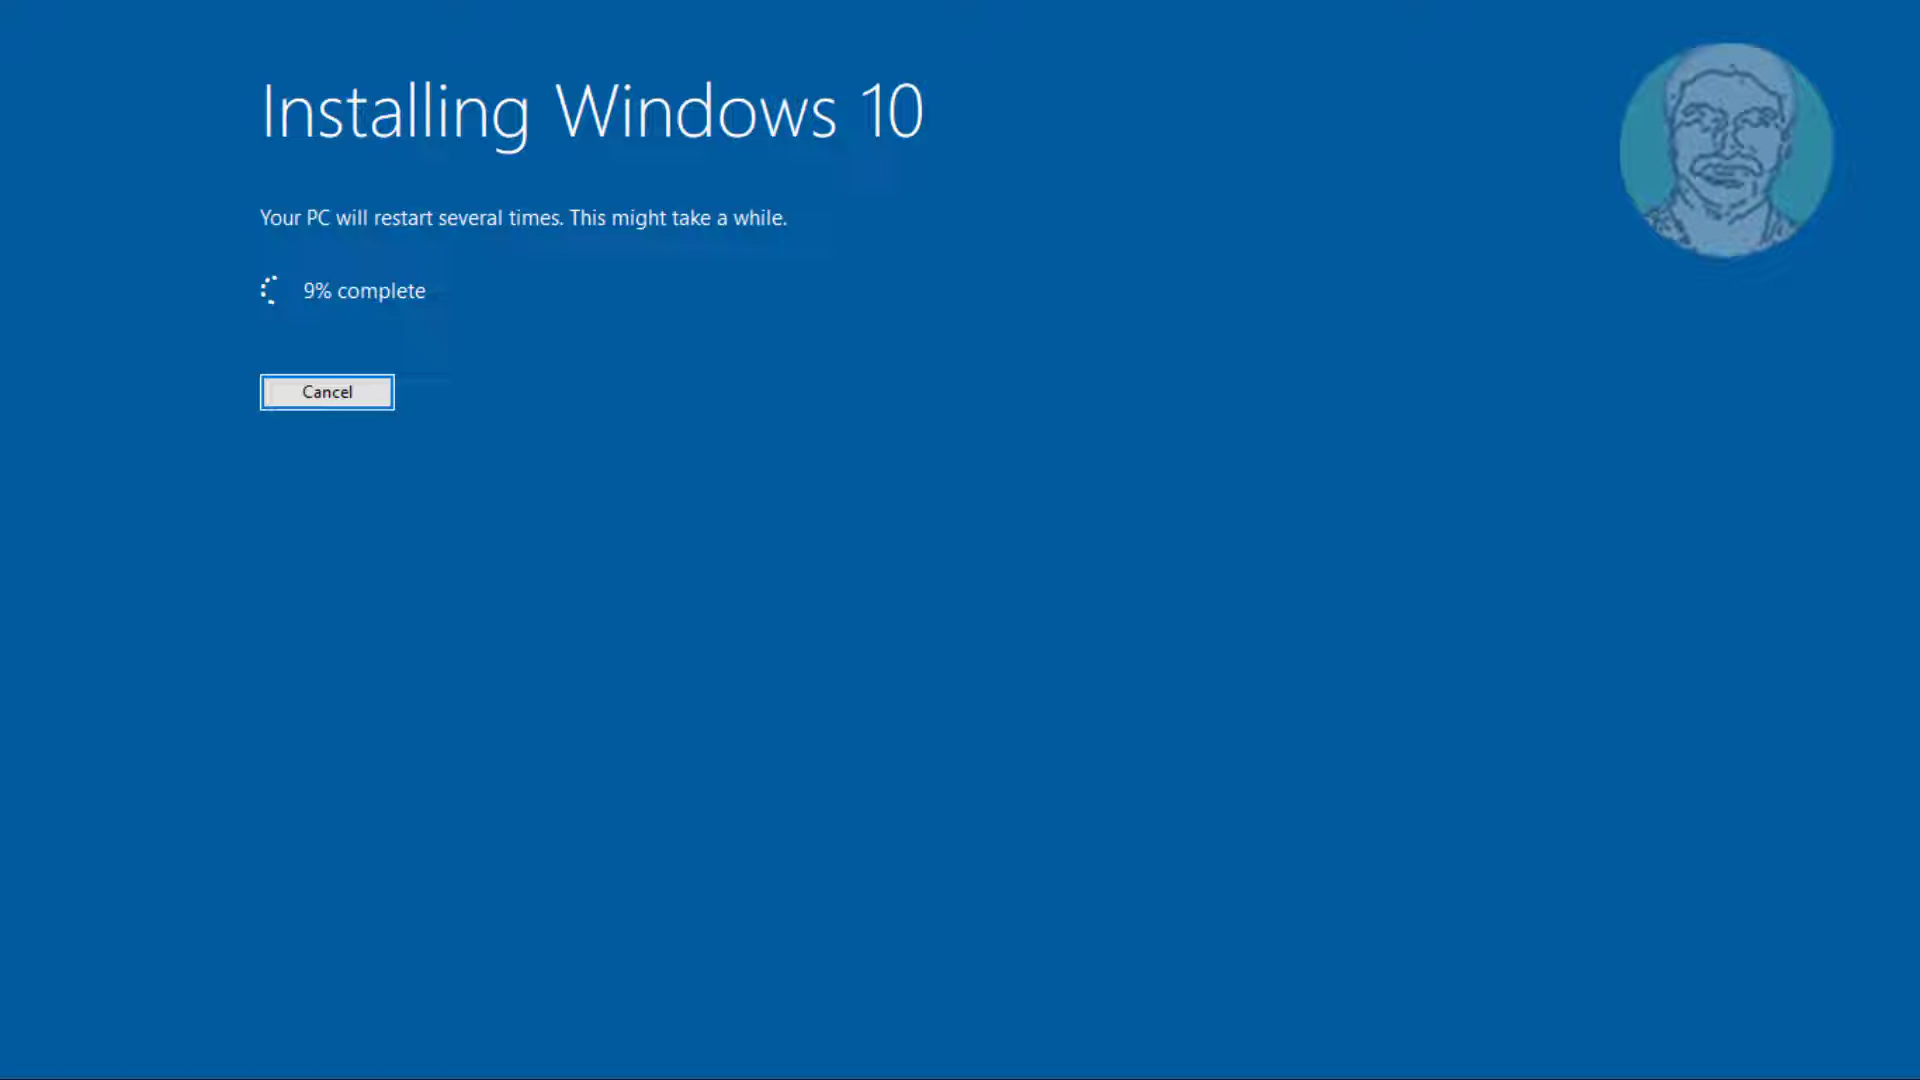 Installing Windows 10
Your PC will restart several times. This might take a while.
9% complete
Cancel